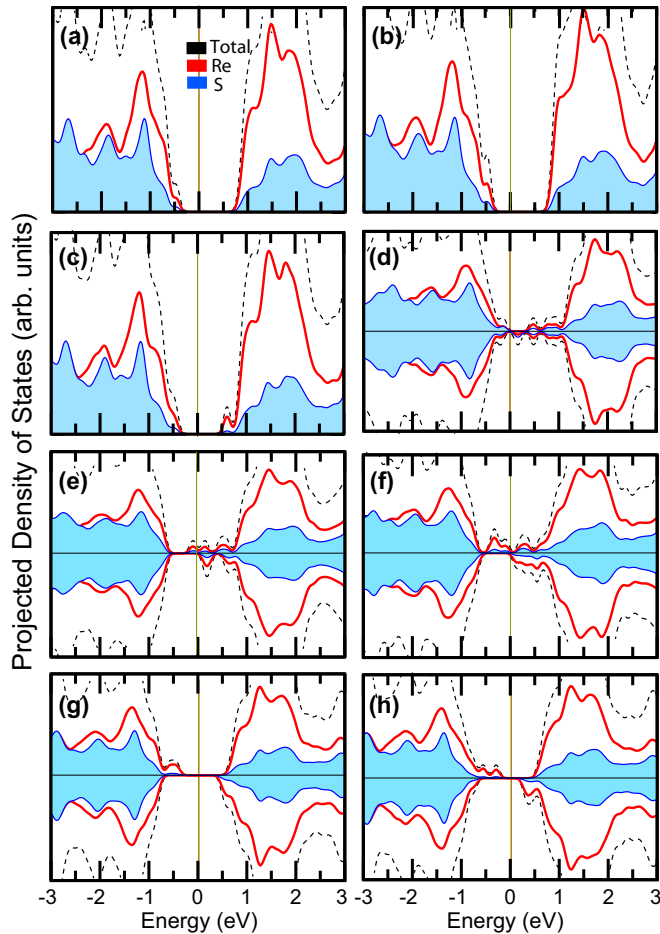 (a)
Total
Re
S
(b)
(c)
(d)
(e)
(f)
(g)
(h)
Projected Density of States (arb. units)
-3 -2 -1 0 1 2 3
-3 -2 -1 0 1 2 3
Energy (eV)
Energy (eV)